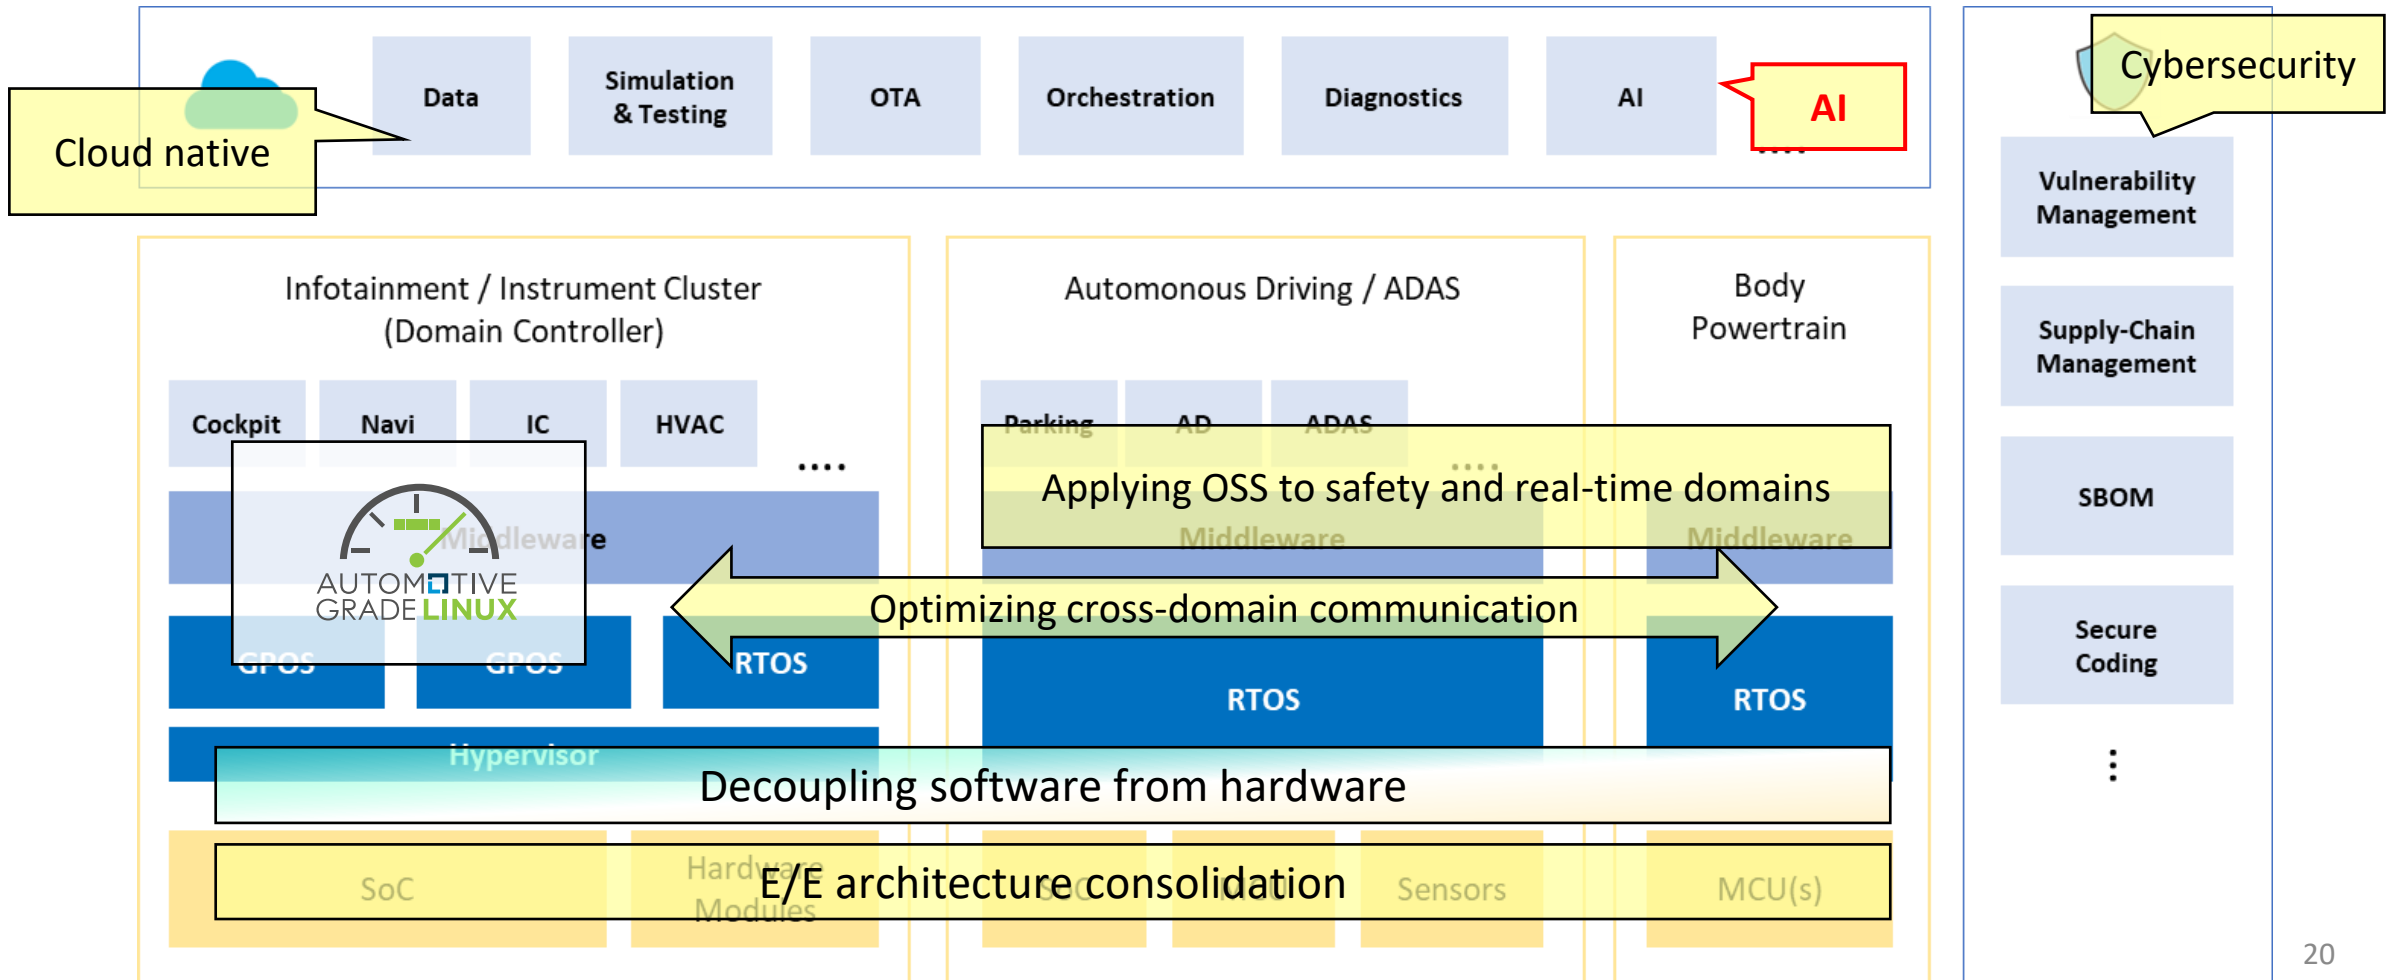 Cloud native
Data
Simulation
& Testing
OTA
Orchestration
Diagnostics
AI
....
AI
Cybersecurity
Vulnerability
Management
Supply-Chain
Management
SBOM
Secure
Coding
⋮
Infotainment / Instrument Cluster
(Domain Controller)
Cockpit
Navi
IC
HVAC
....
Middleware
AUTOMOTIVE
GRADE LINUX
GPOS
GPOS
RTOS
Hypervisor
SoC
Hardware
Modules
Automonous Driving / ADAS
Parking
AD
ADAS
....
Middleware
RTOS
SoC
MCU
Sensors
Body
Powertrain
Middleware
RTOS
MCU(s)
Applying OSS to safety and real-time domains
Optimizing cross-domain communication
Decoupling software from hardware
E/E architecture consolidation
20